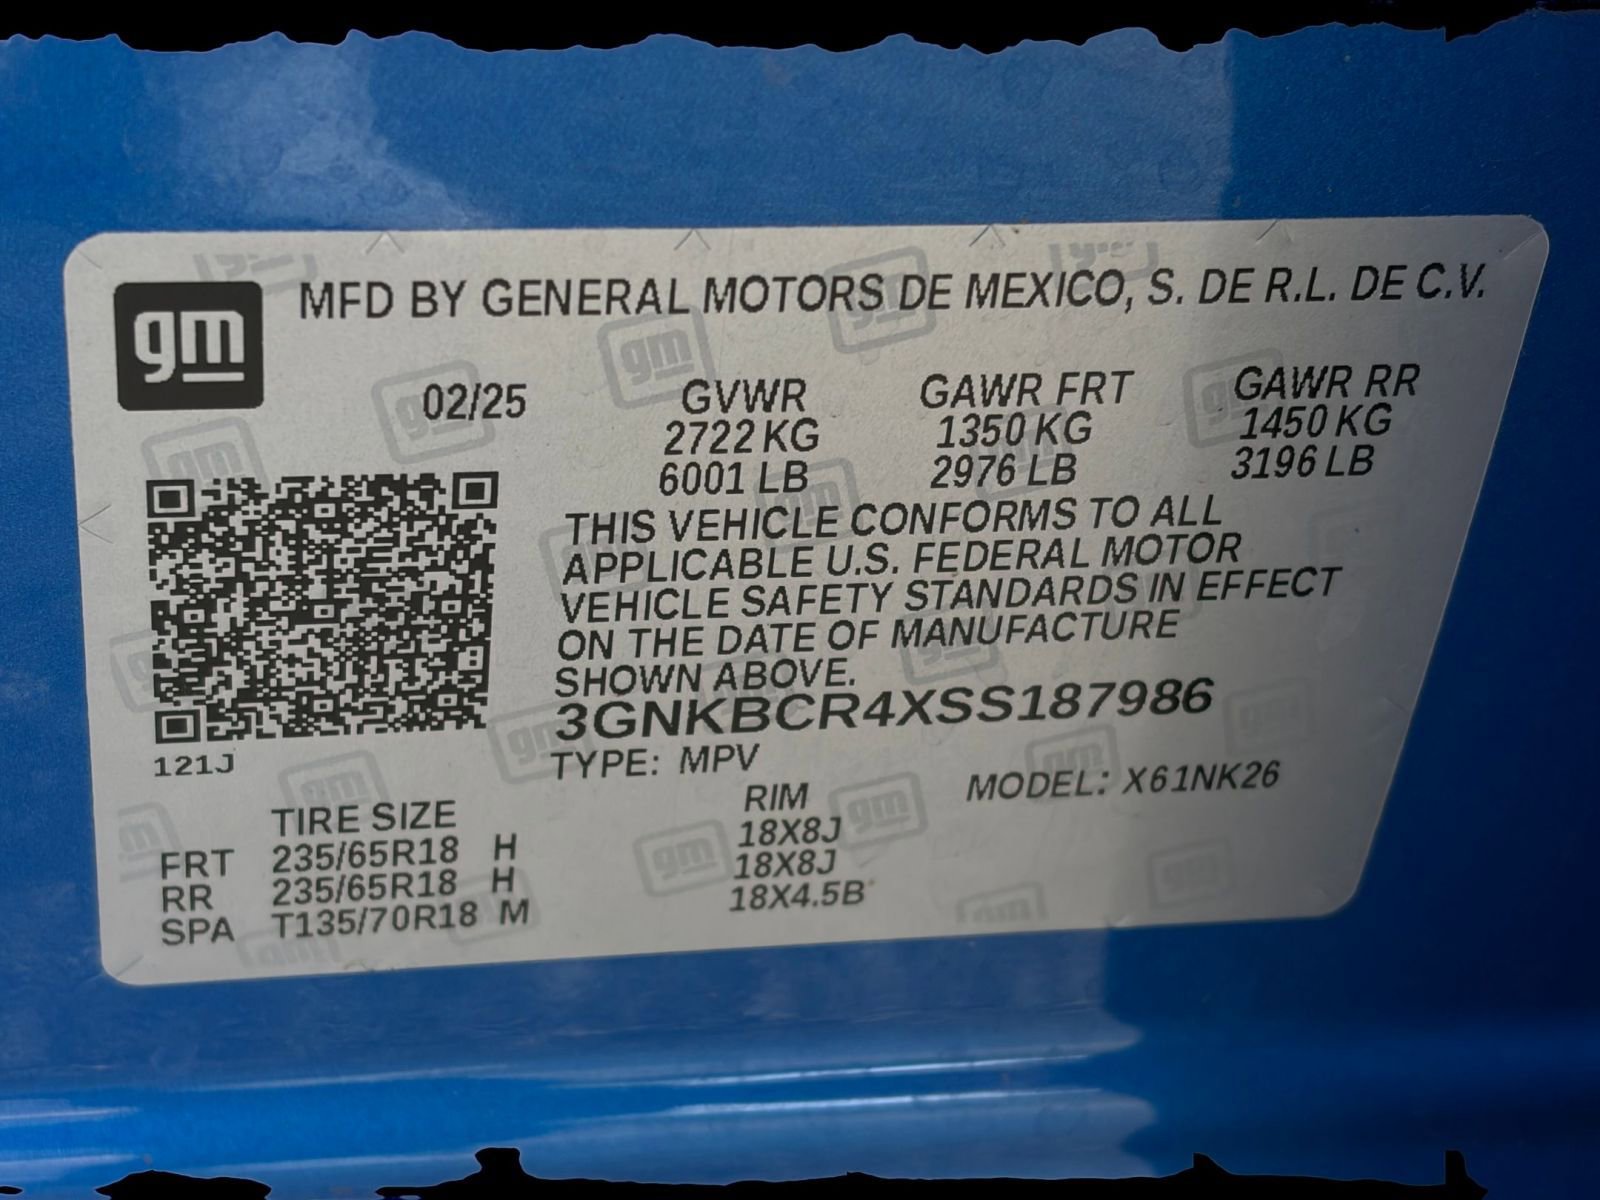 gm MFD BY GENERAL MOTORS DE MEXICO, S. DE R.L. DE C.V.
02/25 GVWR GAWR FRT GAWR RR
2722 KG 1350 KG 1450 KG
6001 LB 2976 LB 3196 LB
THIS VEHICLE CONFORMS TO ALL
APPLICABLE U.S. FEDERAL MOTOR
VEHICLE SAFETY STANDARDS IN EFFECT
ON THE DATE OF MANUFACTURE
SHOWN ABOVE.
3GNKBCR4XSS187986
121J TYPE: MPV MODEL: X61NK26
TIRE SIZE RIM
FRT 235/65R18 H 18X8J
RR 235/65R18 H 18X8J
SPA T135/70R18 M 18X4.5B